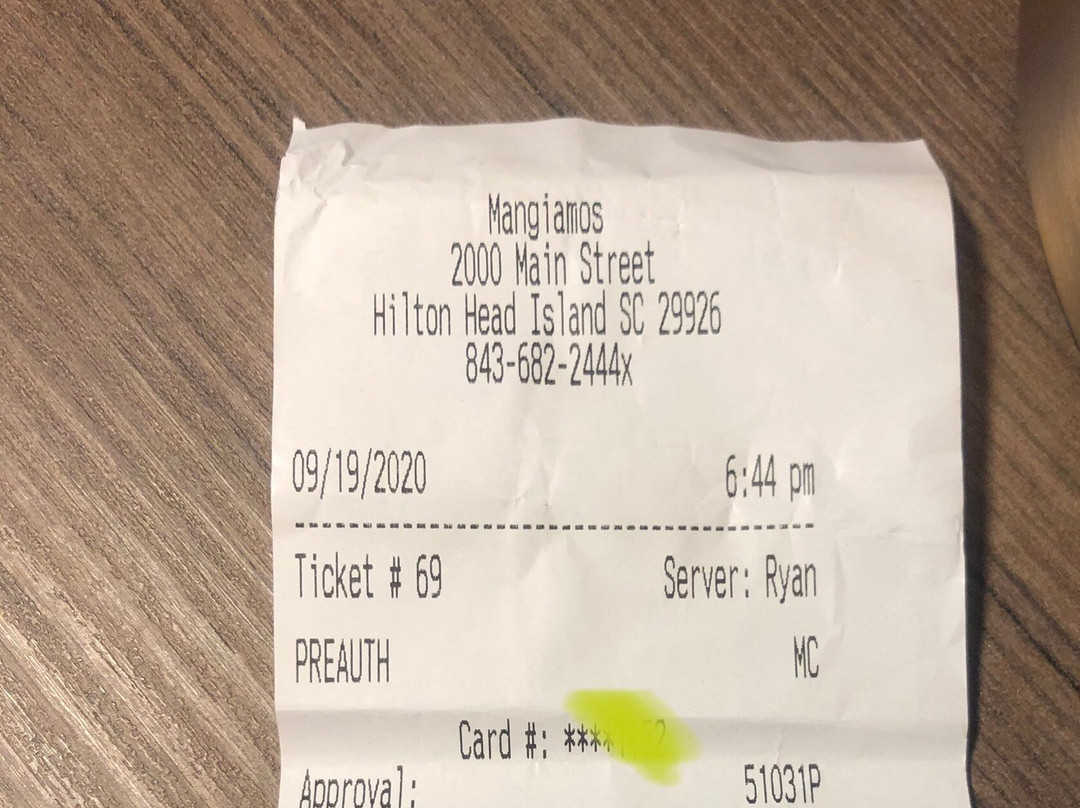 Mangiamos
2000 Main Street
Hilton Head Island SC 29926
843-682-2444x
09/19/2020 6:44 pm
Ticket # 69 Server: Ryan
PREAUTH MC
Card #: ****
Approval: 51031P